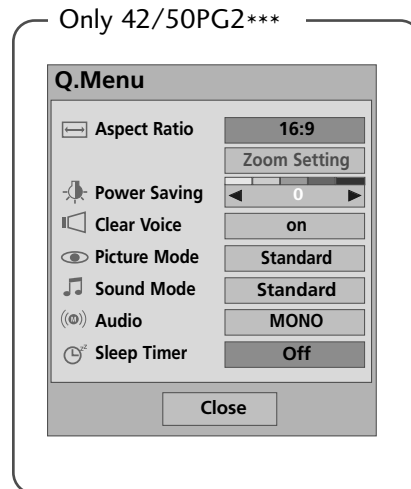 Only 42/50PG2***
Q.Menu
Aspect Ratio 16:9
Zoom Setting
Power Saving ◀ 0 ▶
Clear Voice on
Picture Mode Standard
Sound Mode Standard
Audio MONO
Sleep Timer Off
Close